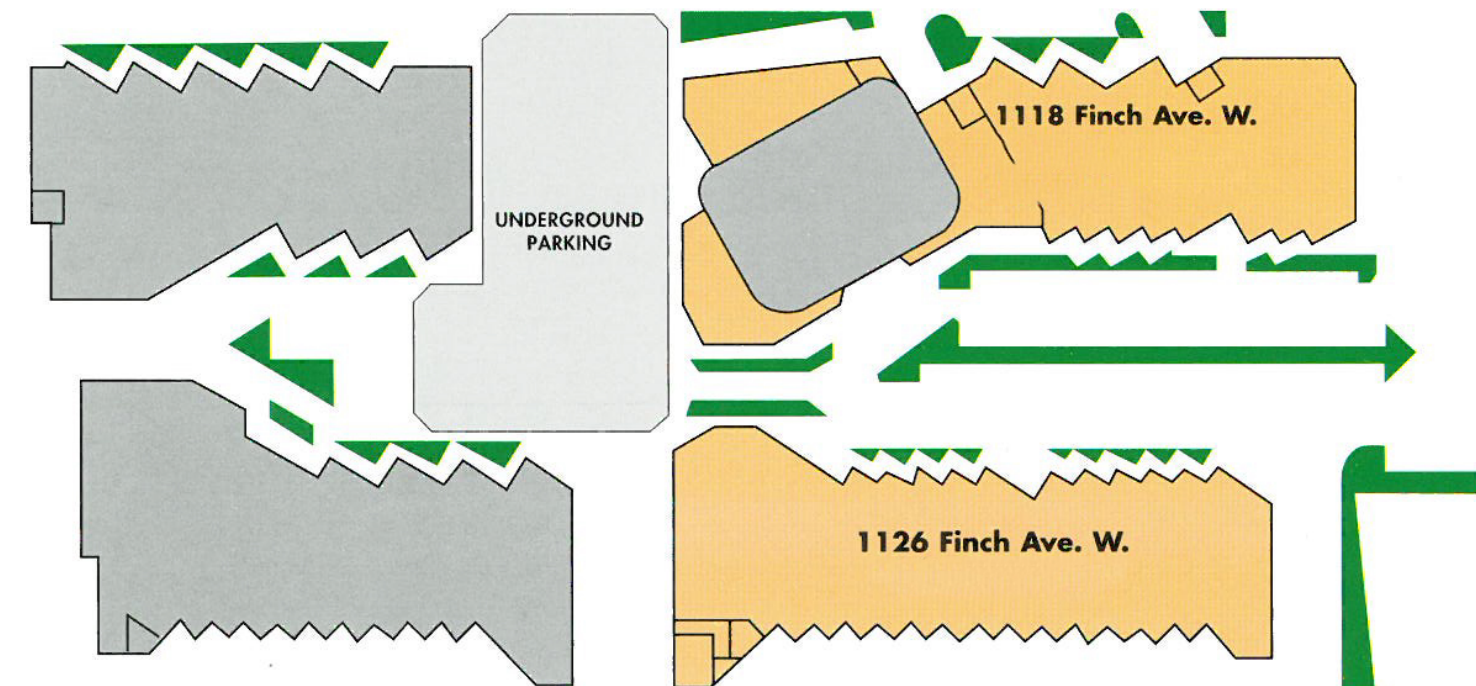 1118 Finch Ave. W.
UNDERGROUND
PARKING
1126 Finch Ave. W.